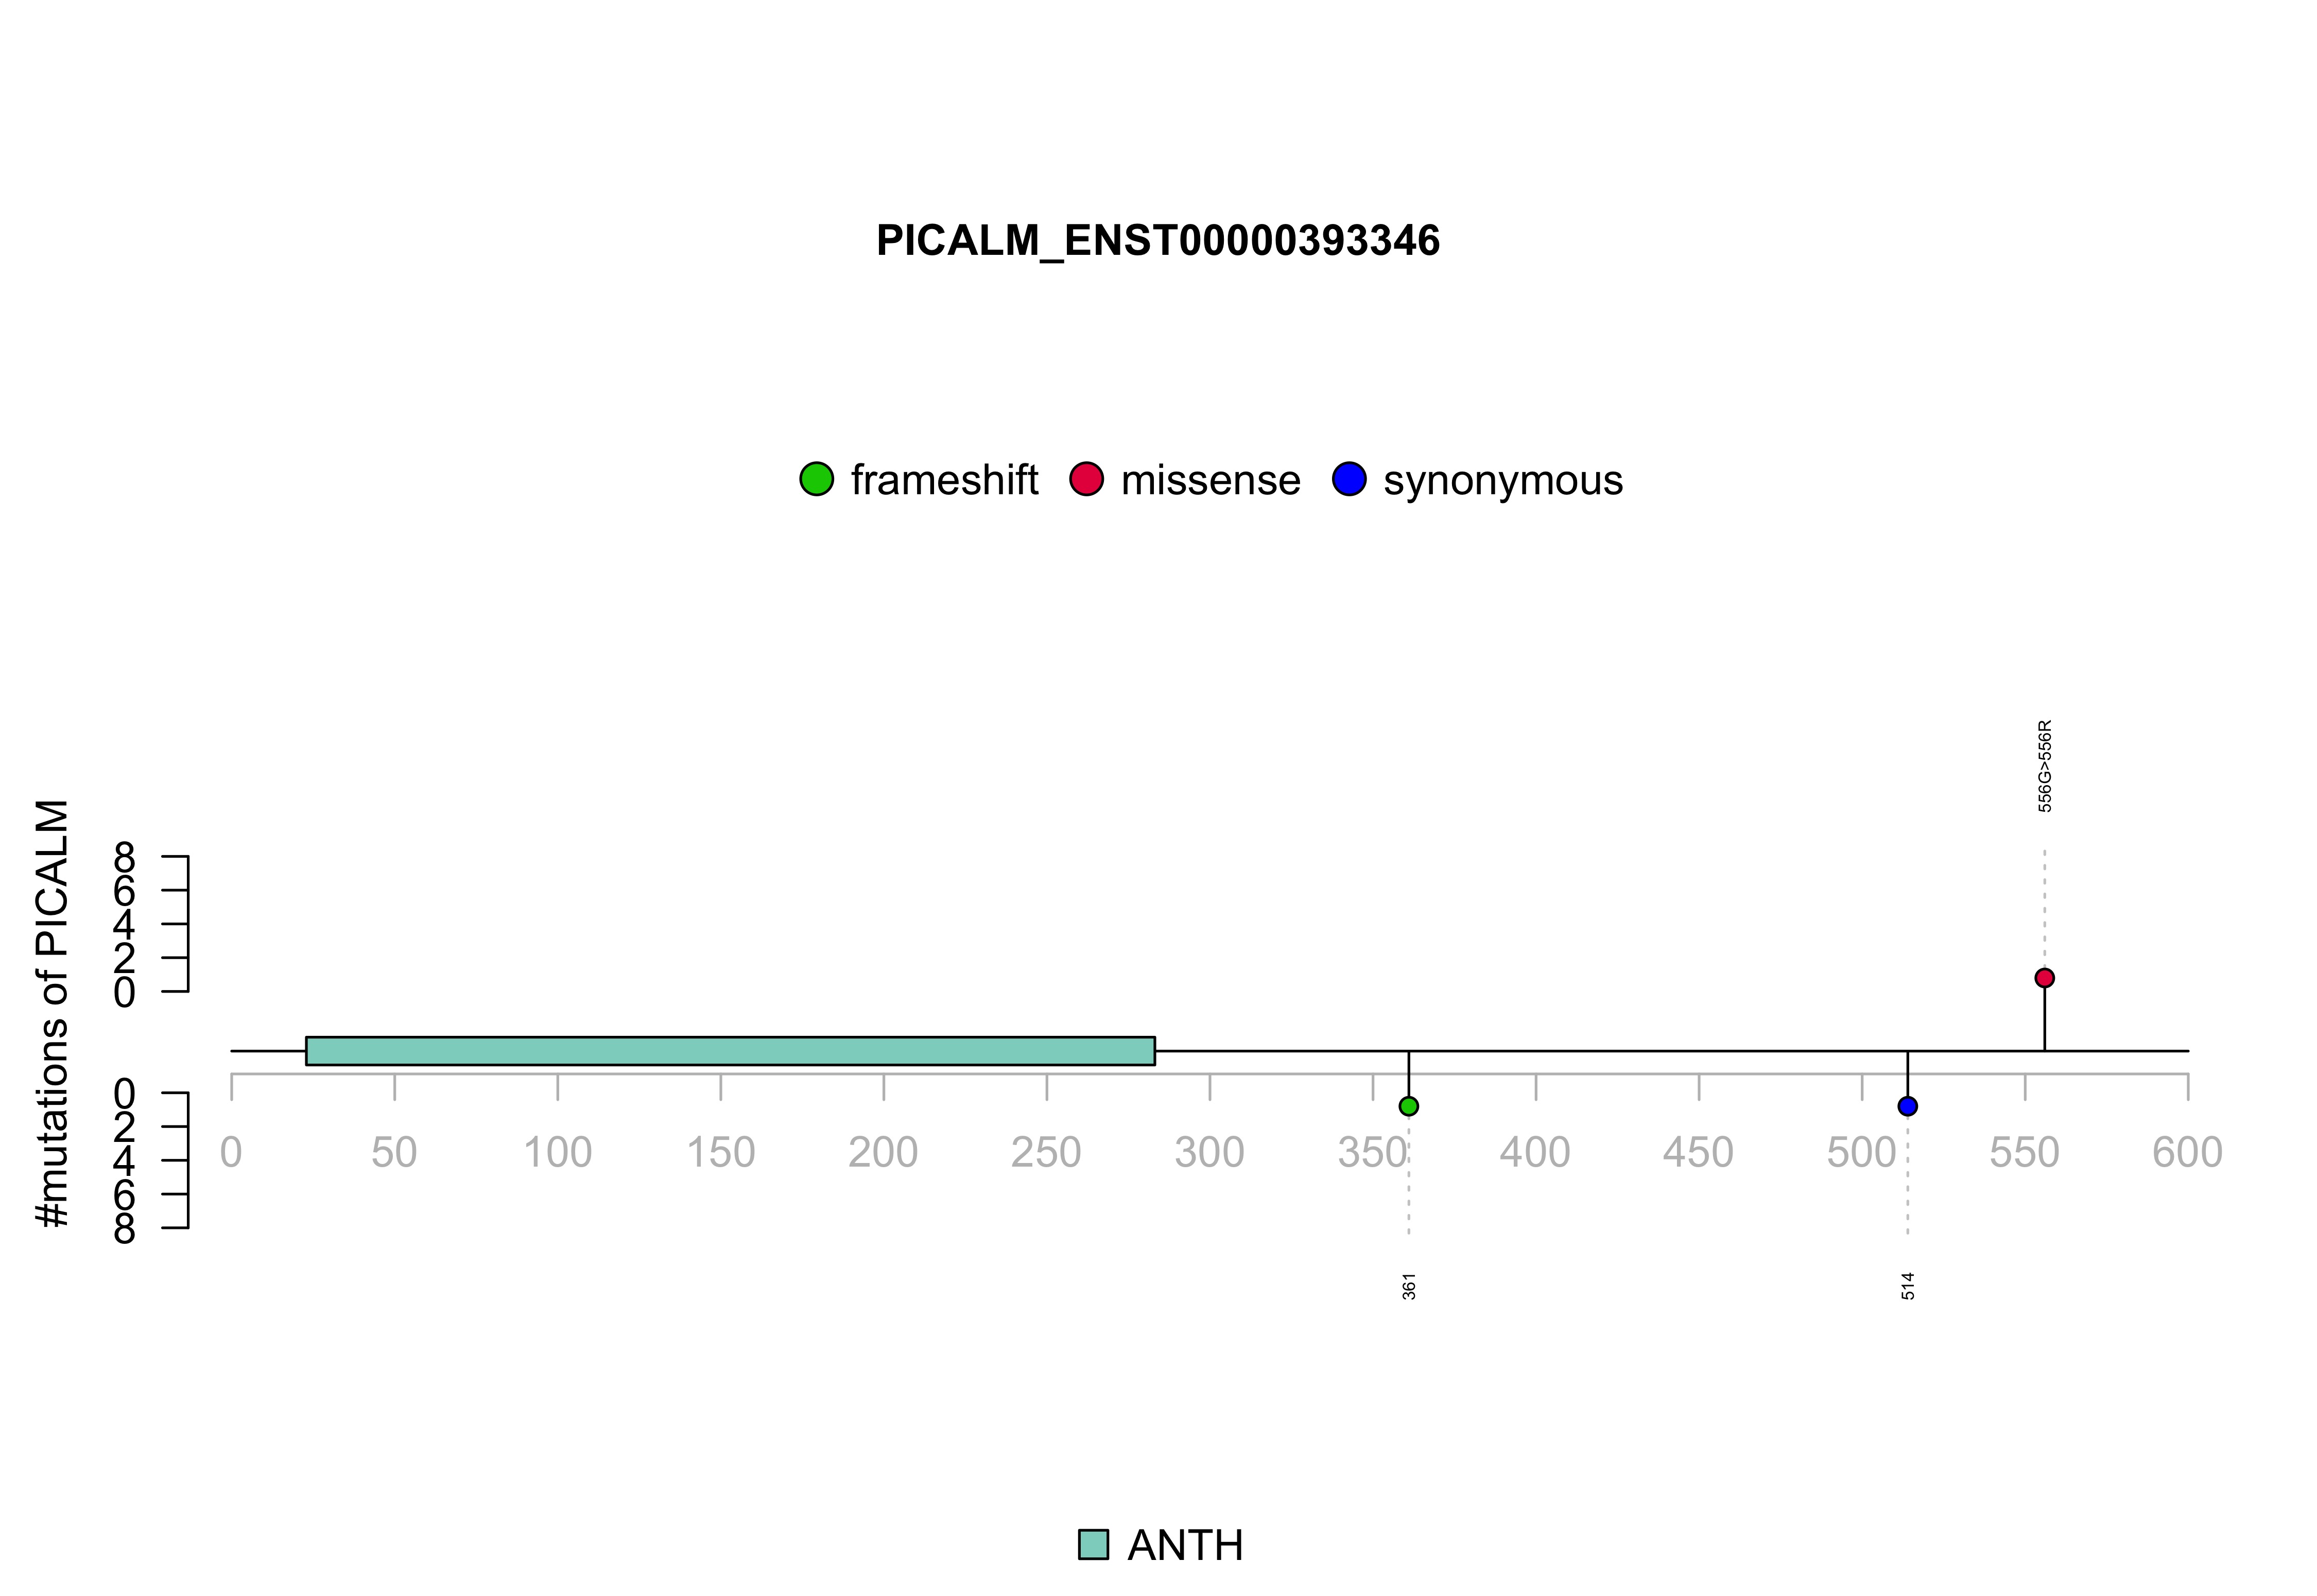 PICALM_ENST00000393346
frameshift missense synonymous
556G>556R
#mutations of PICALM
8
6
4
2
0
0
2
4
6
8
0 50 100 150 200 250 300 350 400 450 500 550 600
361 514
ANTH